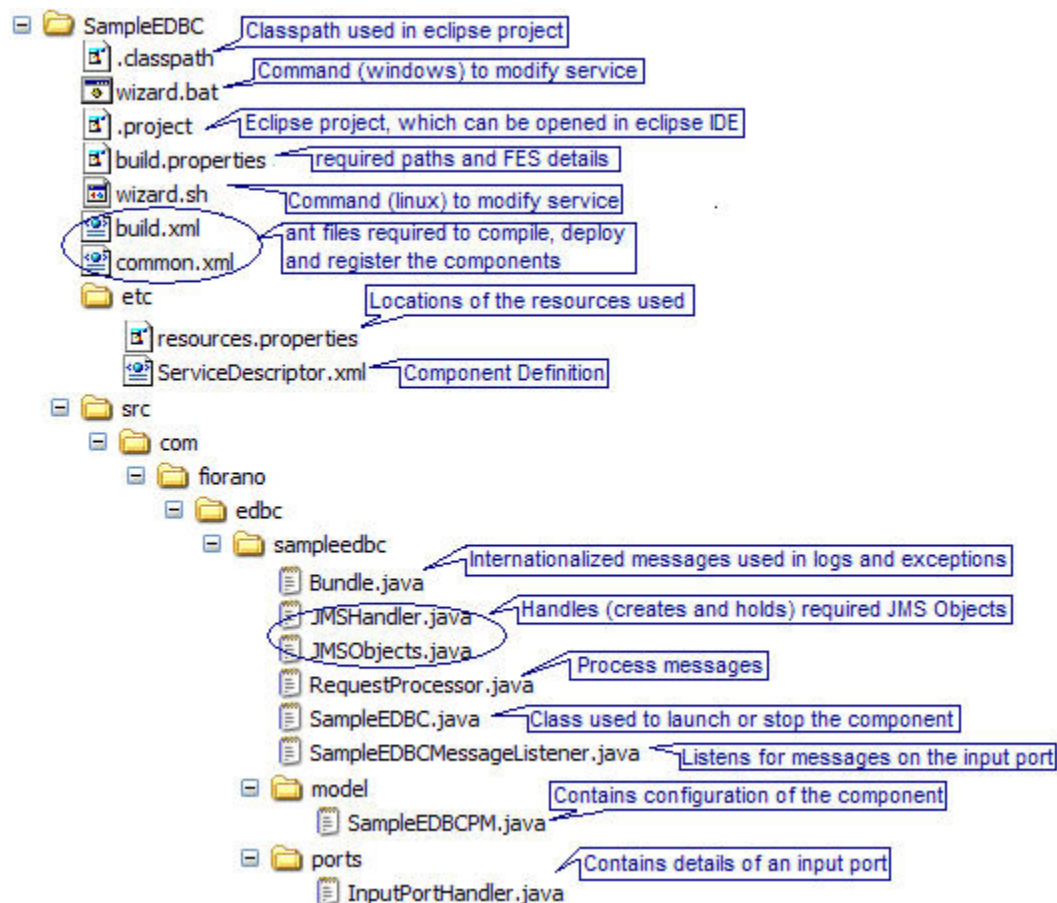 SampleEDBC
Classpath used in eclipse project
.classpath
Command (windows) to modify service
wizard.bat
.project
Eclipse project, which can be opened in eclipse IDE
build.properties
required paths and FES details
wizard.sh
Command (linux) to modify service
build.xml
ant files required to compile, deploy
and register the components
common.xml
etc
Locations of the resources used
resources.properties
ServiceDescriptor.xml
Component Definition
src
com
fiorano
edbc
sampleedbc
Internationalized messages used in logs and exceptions
Bundle.java
JMSHandler.java
Handles (creates and holds) required JMS Objects
JMSObjects.java
Process messages
RequestProcessor.java
SampleEDBC.java
Class used to launch or stop the component
SampleEDBCMessageListener.java
Listens for messages on the input port
model
Contains configuration of the component
SampleEDBCPM.java
ports
Contains details of an input port
InputPortHandler.java